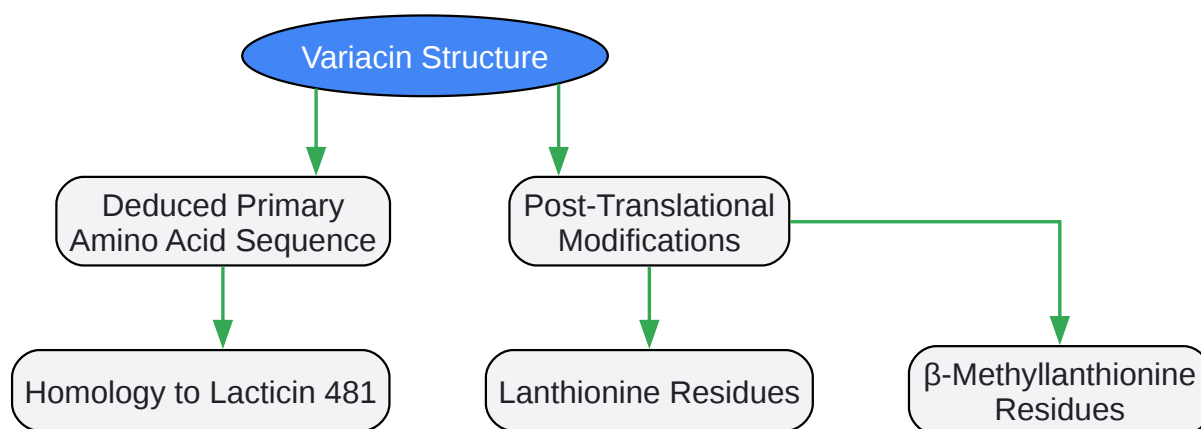 Variacin Structure
Deduced Primary
Amino Acid Sequence
Post-Translational
Modifications
Homology to Lacticin 481
Lanthionine Residues
β-Methyllanthionine
Residues